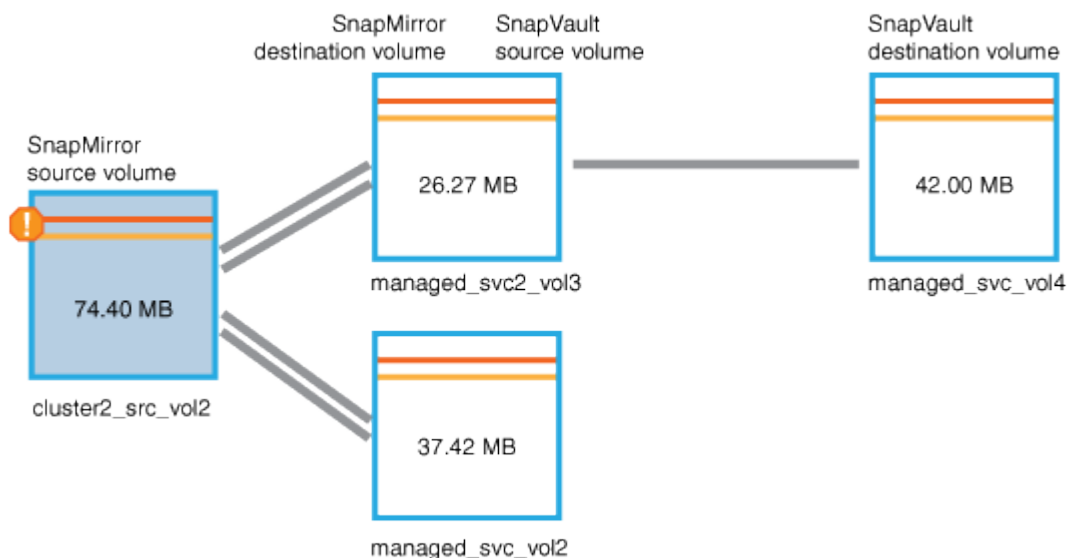 SnapMirror
destination volume
SnapVault
source volume
SnapVault
destination volume
SnapMirror
source volume
!
26.27 MB
42.00 MB
managed_svc2_vol3
managed_svc_vol4
74.40 MB
cluster2_src_vol2
37.42 MB
managed_svc_vol2